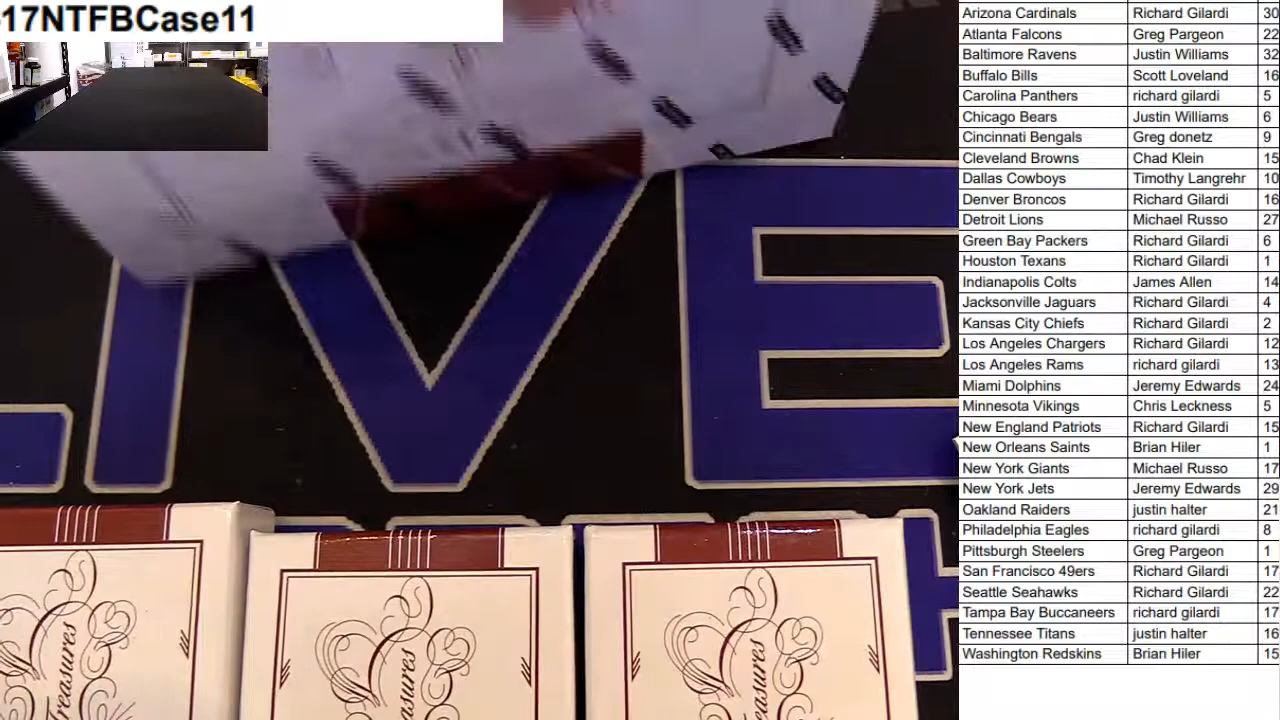 17NTFBCase11
Arizona Cardinals Richard Gilardi 30
Atlanta Falcons Greg Pargeon 22
Baltimore Ravens Justin Williams 32
Buffalo Bills Scott Loveland 16
Carolina Panthers richard gilardi 5
Chicago Bears Justin Williams 6
Cincinnati Bengals Greg donetz 9
Cleveland Browns Chad Klein 15
Dallas Cowboys Timothy Langrehr 10
Denver Broncos Richard Gilardi 16
Detroit Lions Michael Russo 27
Green Bay Packers Richard Gilardi 6
Houston Texans Richard Gilardi 1
Indianapolis Colts James Allen 14
Jacksonville Jaguars Richard Gilardi 4
Kansas City Chiefs Richard Gilardi 2
Los Angeles Chargers Richard Gilardi 12
Los Angeles Rams richard gilardi 13
Miami Dolphins Jeremy Edwards 24
Minnesota Vikings Chris Leckness 5
New England Patriots Richard Gilardi 15
New Orleans Saints Brian Hiler 1
New York Giants Michael Russo 17
New York Jets Jeremy Edwards 29
Oakland Raiders justin halter 21
Philadelphia Eagles richard gilardi 8
Pittsburgh Steelers Greg Pargeon 1
San Francisco 49ers Richard Gilardi 17
Seattle Seahawks Richard Gilardi 22
Tampa Bay Buccaneers richard gilardi 17
Tennessee Titans justin halter 16
Washington Redskins Brian Hiler 15
LIVE
Treasures
easures
easures